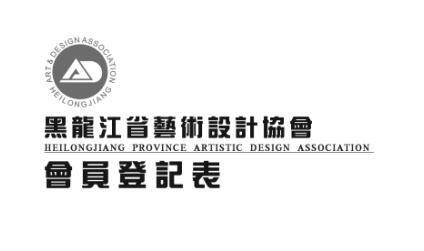 ART & DESIGN ASSOCIATION
HEILONGJIANG
黑龍江省藝術設計協會
HEILONGJIANG PROVINCE ARTISTIC DESIGN ASSOCIATION
會員登記表